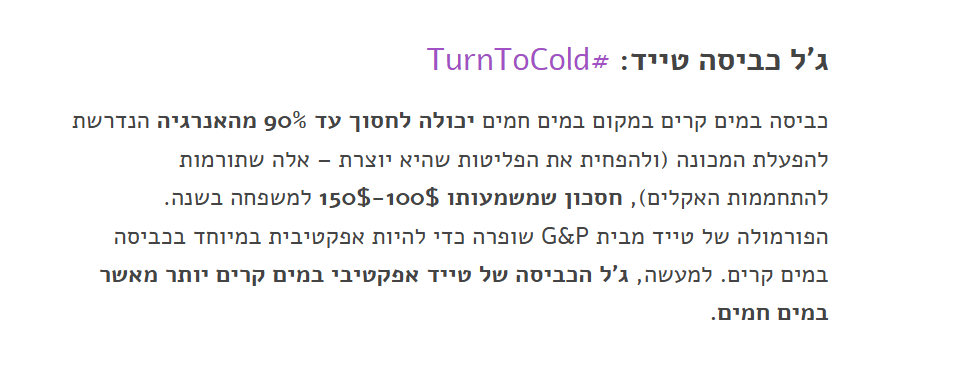 ג'ל כביסה טייד: #TurnToCold
כביסה במים קרים במקום במים חמים יכולה לחסוך עד 90% מהאנרגיה הנדרשת
להפעלת המכונה (ולהפחית את הפליטות שהיא יוצרת – אלה שתורמות
להתחממות האקלים), חסכון שמשמעותו 100$–150$ למשפחה בשנה.
הפורמולה של טייד מבית G&P שופרה כדי להיות אפקטיבית במיוחד בכביסה
במים קרים. למעשה, ג'ל הכביסה של טייד אפקטיבי במים קרים יותר מאשר
במים חמים.